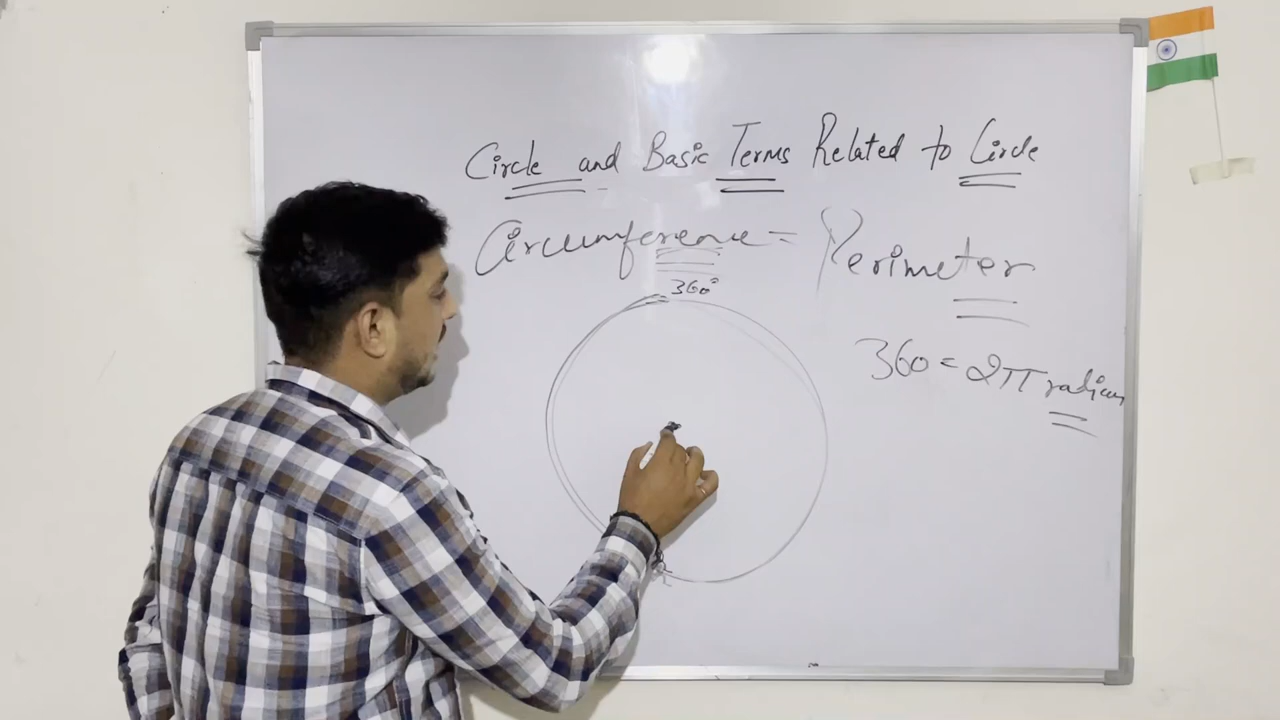 Circle and Basic Terms Related to Circle
Circumference = Perimeter
360°
360 = 2π radian